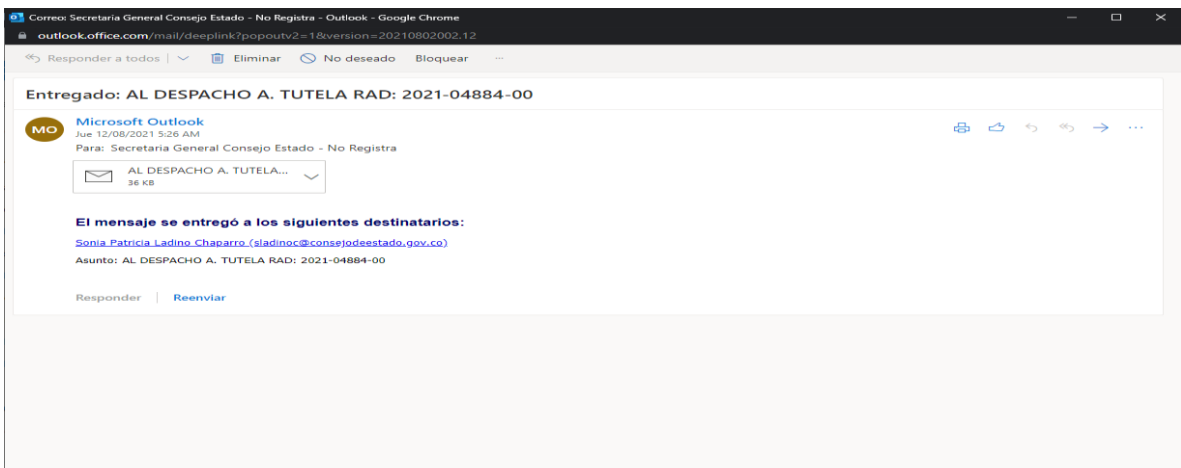 Correo: Secretaria General Consejo Estado - No Registra - Outlook - Google Chrome
outlook.office.com/mail/deeplink?popoutv2=1&version=20210802002.12
Responder a todos Eliminar No deseado Bloquear ...
Entregado: AL DESPACHO A. TUTELA RAD: 2021-04884-00
MO
Microsoft Outlook
Jue 12/08/2021 5:26 AM
Para: Secretaria General Consejo Estado - No Registra
AL DESPACHO A. TUTELA...
36 KB
El mensaje se entregó a los siguientes destinatarios:
Sonia Patricia Ladino Chaparro (sladinoc@consejodeestado.gov.co)
Asunto: AL DESPACHO A. TUTELA RAD: 2021-04884-00
Responder Reenviar